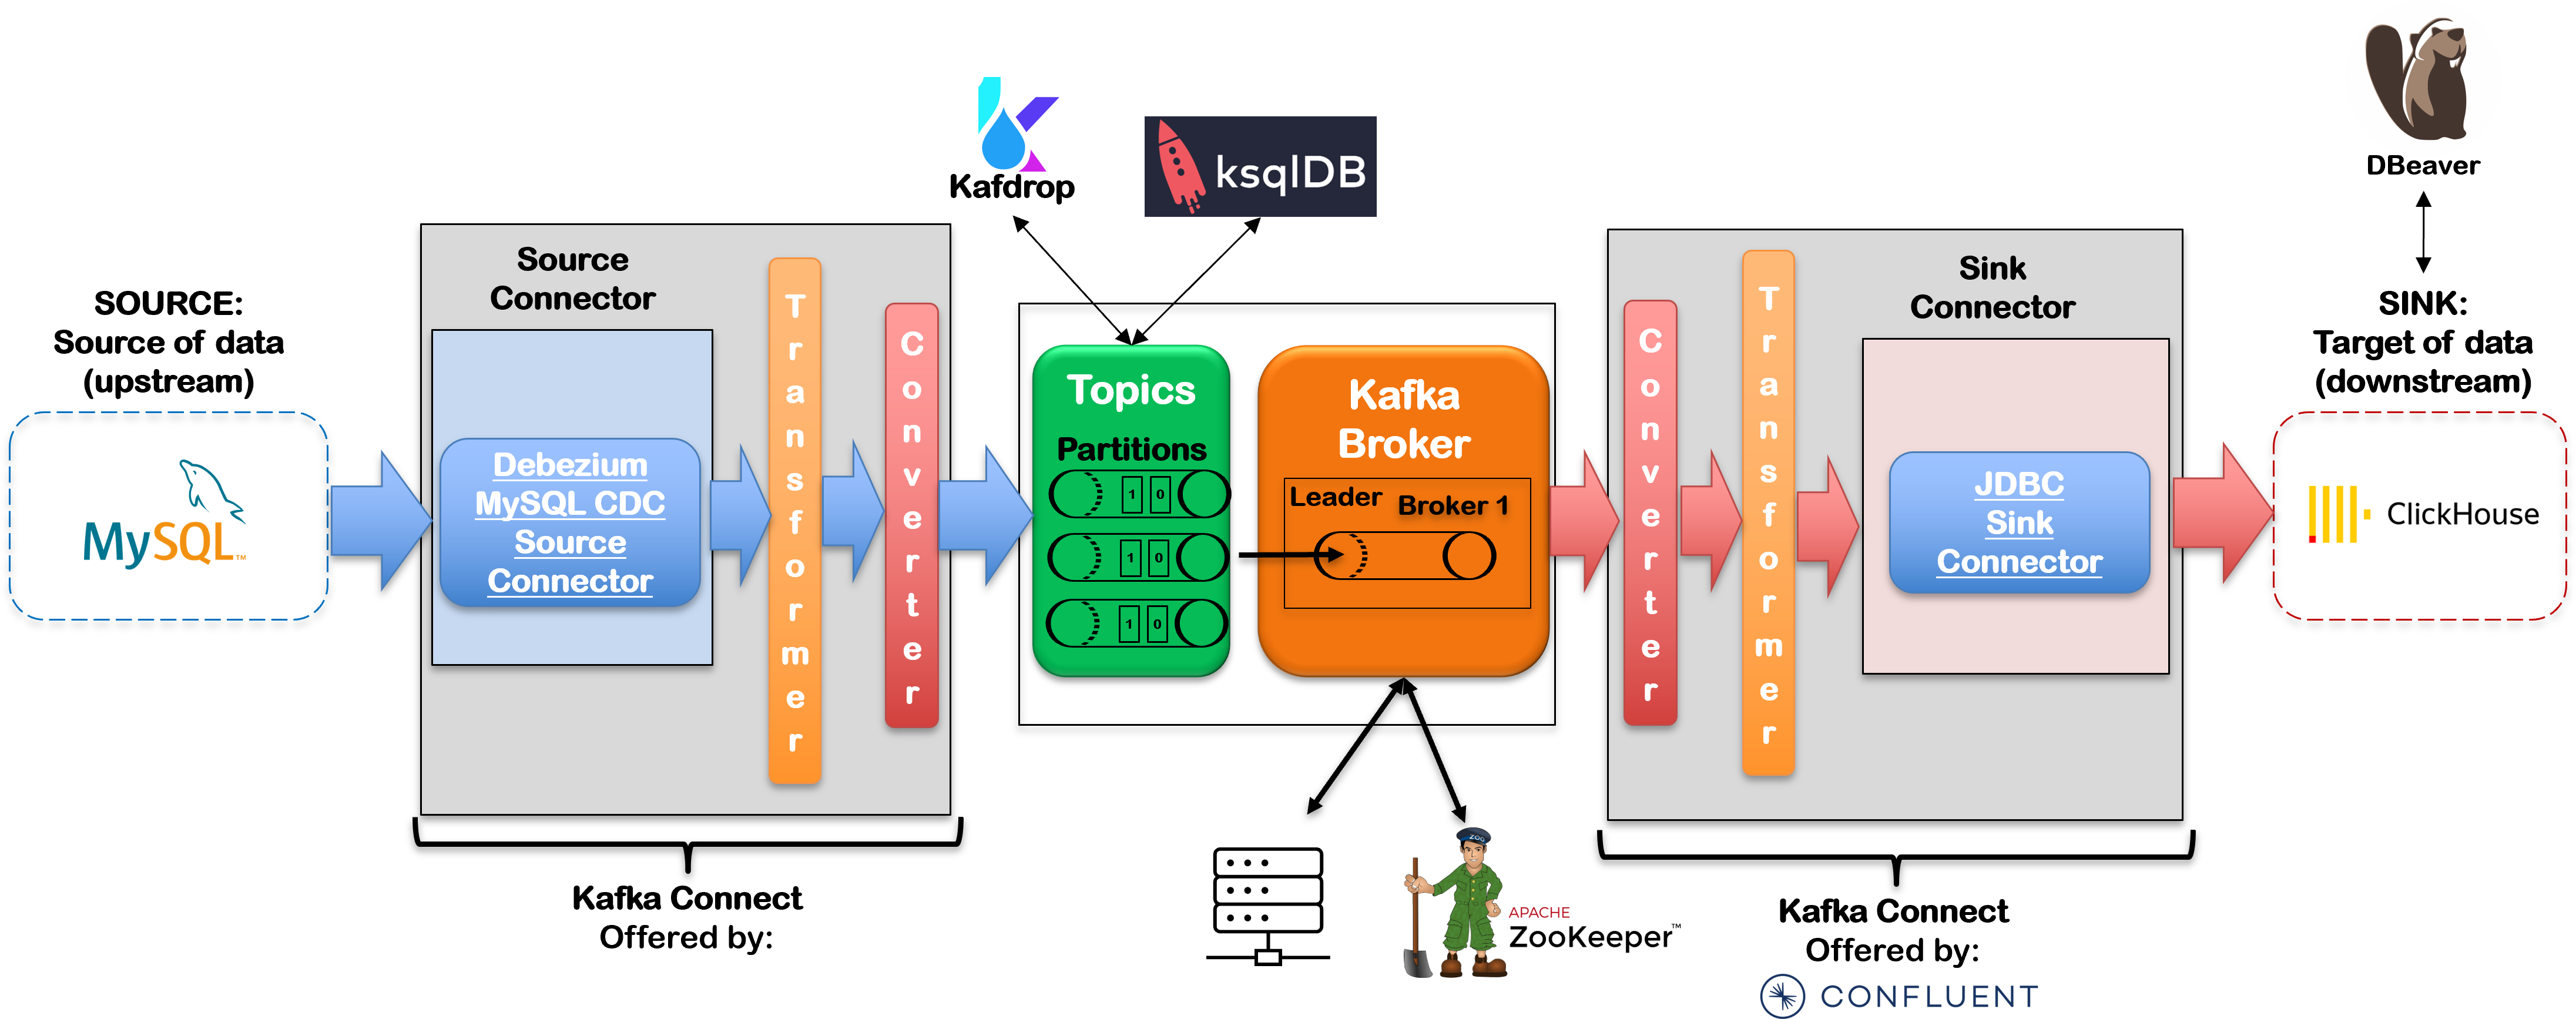 SOURCE:
Source of data
(upstream)
MySQL™
Source
Connector
Debezium
MySQL CDC
Source
Connector
Transformer
Converter
Kafka Connect
Offered by:
Kafdrop
ksqlDB
Topics
Partitions
1 0
1 0
1 0
Kafka
Broker
Leader
Broker 1
ZOO
APACHE
ZooKeeper™
Converter
Transformer
Sink
Connector
JDBC
Sink
Connector
Kafka Connect
Offered by:
CONFLUENT
DBeaver
SINK:
Target of data
(downstream)
ClickHouse